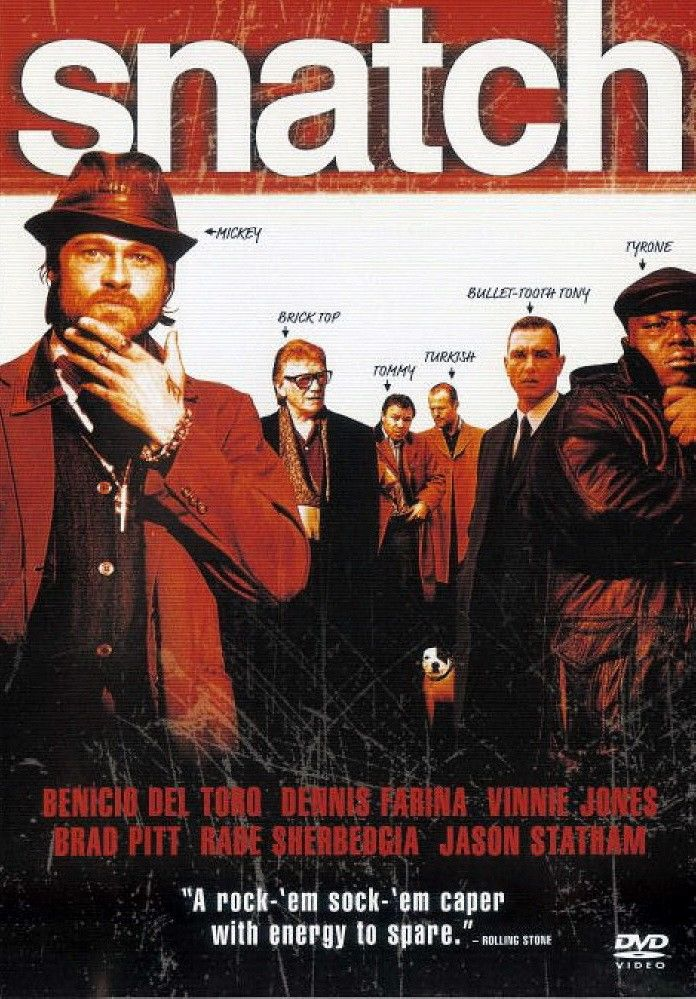 snatch
MICKEY
TYRONE
BULLET-TOOTH TONY
BRICK TOP
TURKISH
TOMMY
BENICIO DEL TORO DENNIS FARINA VINNIE JONES
BRAD PITT RADE SHERBEDGIA JASON STATHAM
"A rock-'em sock-'em caper
with energy to spare." – ROLLING STONE
DVD
VIDEO